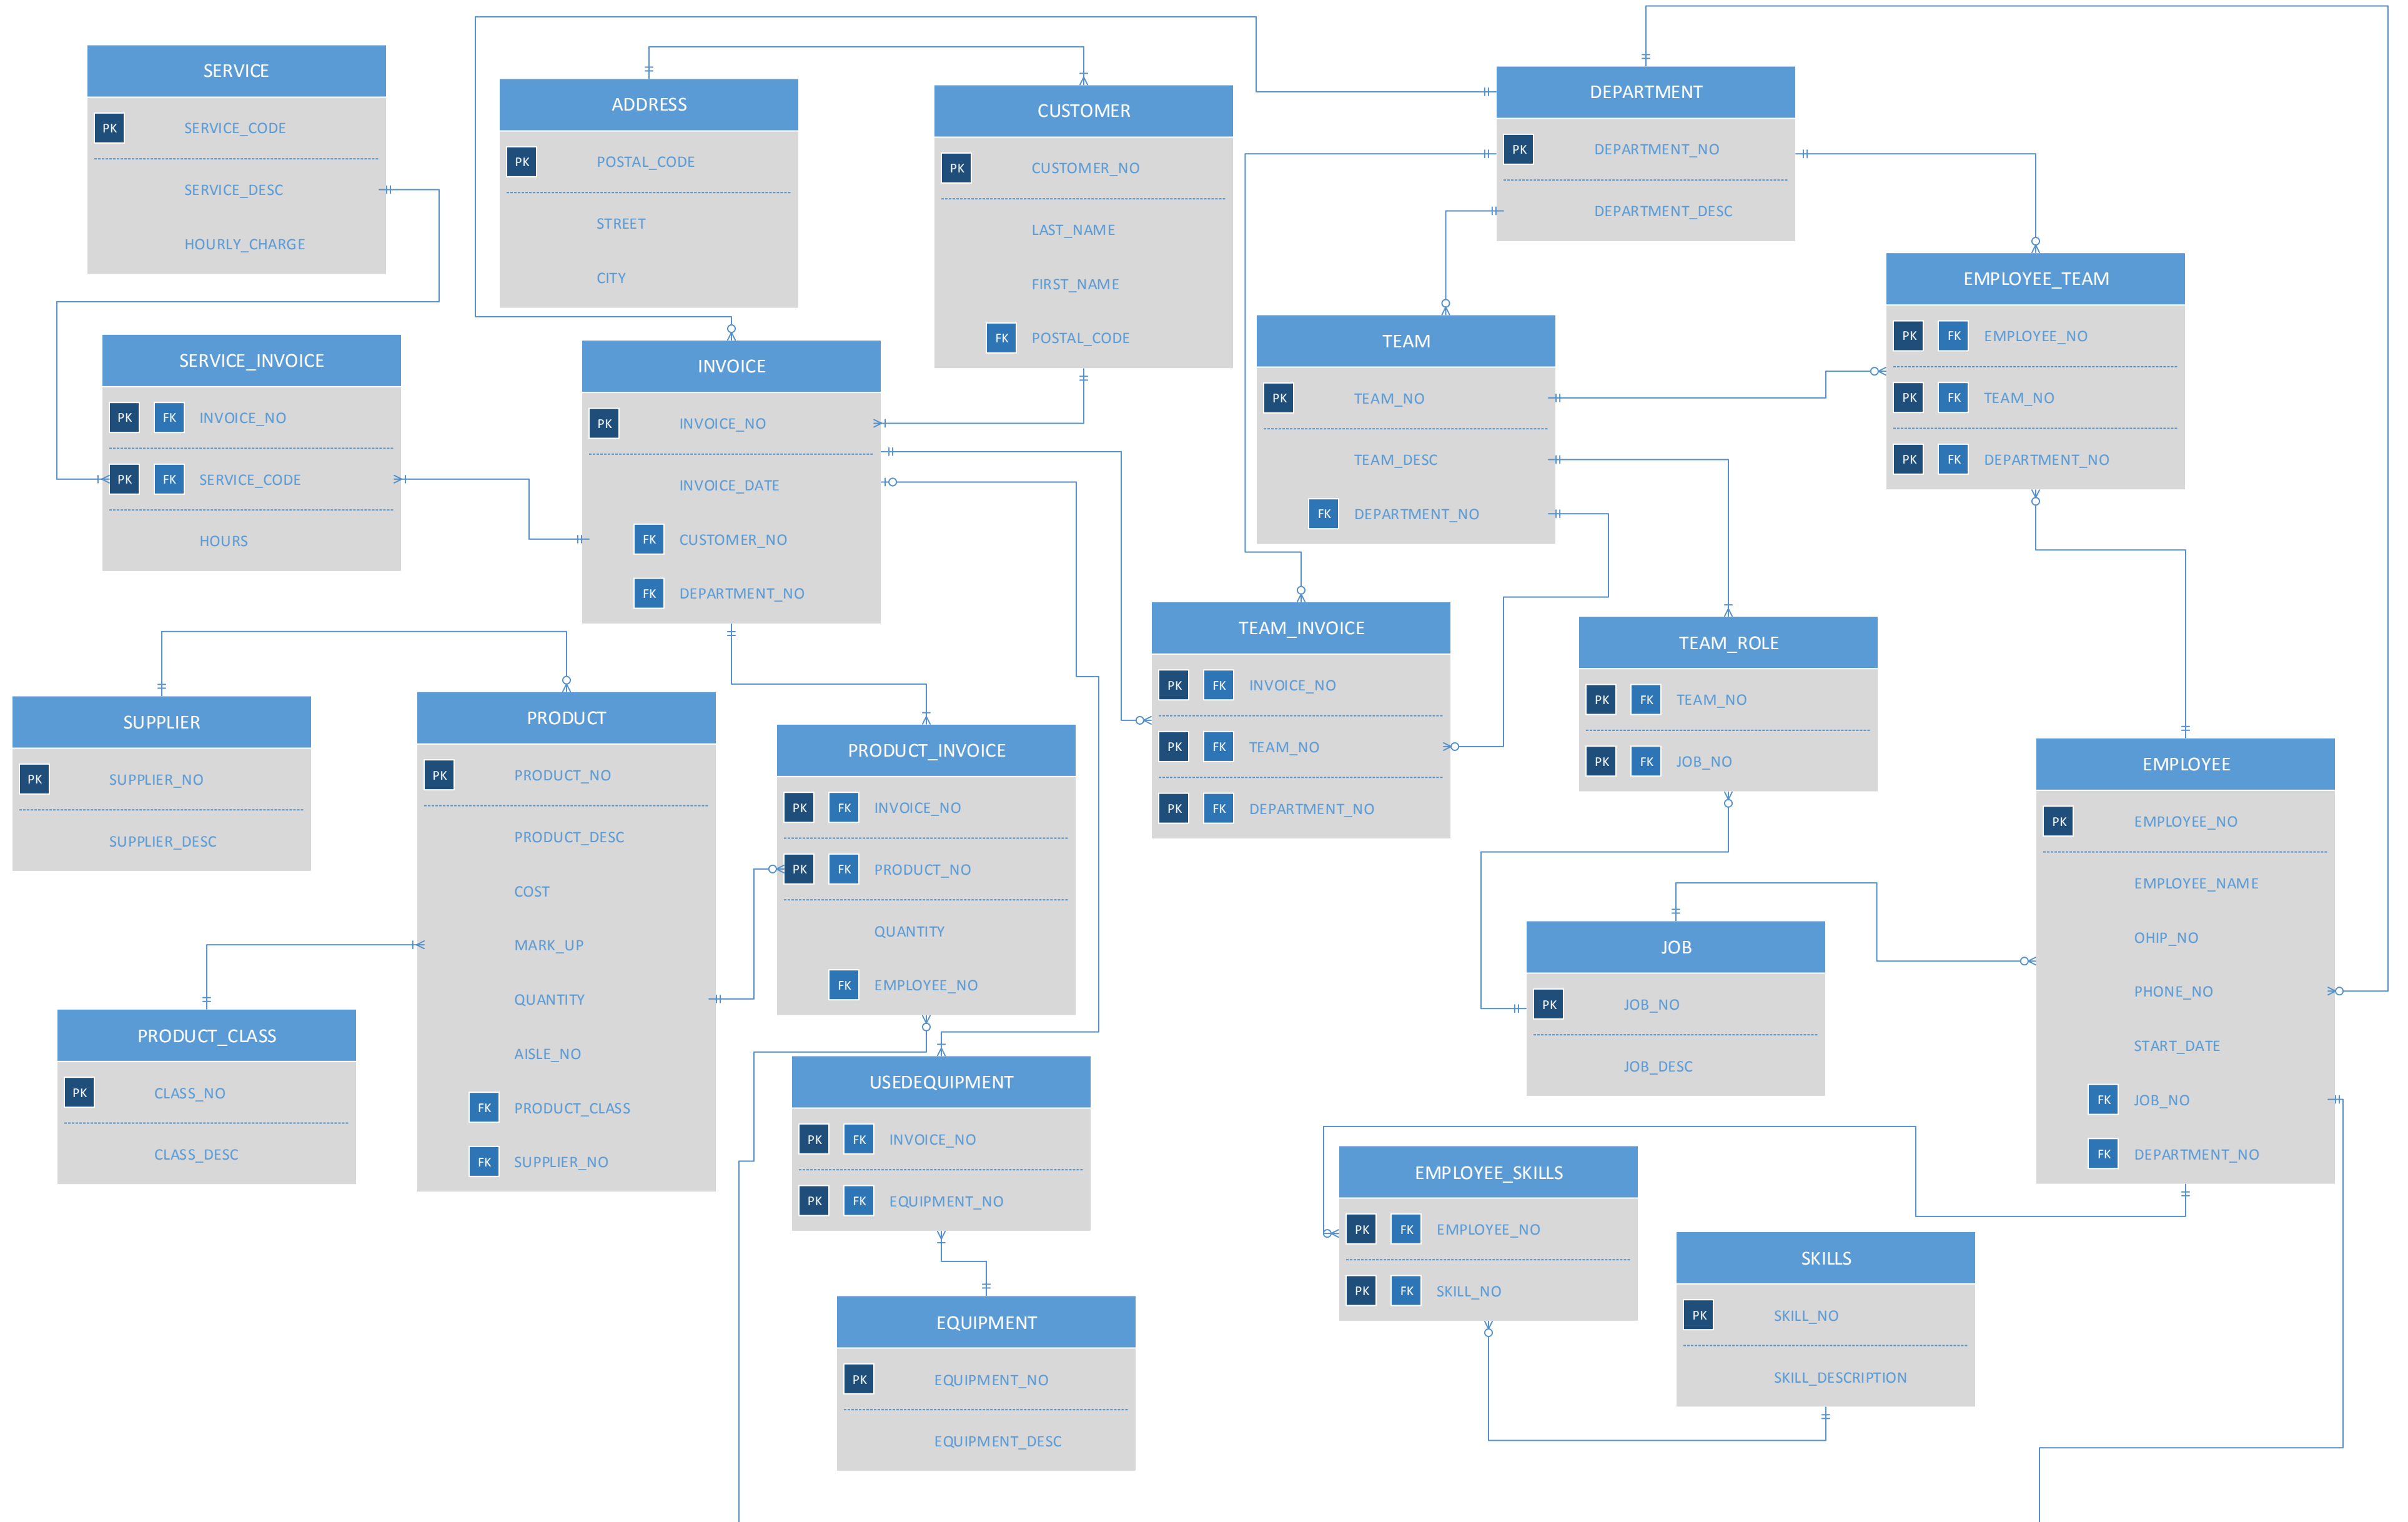 SERVICE
PK SERVICE_CODE
SERVICE_DESC
HOURLY_CHARGE
ADDRESS
PK POSTAL_CODE
STREET
CITY
CUSTOMER
PK CUSTOMER_NO
LAST_NAME
FIRST_NAME
FK POSTAL_CODE
DEPARTMENT
PK DEPARTMENT_NO
DEPARTMENT_DESC
EMPLOYEE_TEAM
PK FK EMPLOYEE_NO
PK FK TEAM_NO
PK FK DEPARTMENT_NO
SERVICE_INVOICE
PK FK INVOICE_NO
PK FK SERVICE_CODE
HOURS
INVOICE
PK INVOICE_NO
INVOICE_DATE
FK CUSTOMER_NO
FK DEPARTMENT_NO
TEAM
PK TEAM_NO
TEAM_DESC
FK DEPARTMENT_NO
TEAM_INVOICE
PK FK INVOICE_NO
PK FK TEAM_NO
PK FK DEPARTMENT_NO
TEAM_ROLE
PK FK TEAM_NO
PK FK JOB_NO
SUPPLIER
PK SUPPLIER_NO
SUPPLIER_DESC
PRODUCT
PK PRODUCT_NO
PRODUCT_DESC
COST
MARK_UP
QUANTITY
AISLE_NO
FK PRODUCT_CLASS
FK SUPPLIER_NO
PRODUCT_INVOICE
PK FK INVOICE_NO
PK FK PRODUCT_NO
QUANTITY
FK EMPLOYEE_NO
EMPLOYEE
PK EMPLOYEE_NO
EMPLOYEE_NAME
OHIP_NO
PHONE_NO
START_DATE
FK JOB_NO
FK DEPARTMENT_NO
JOB
PK JOB_NO
JOB_DESC
PRODUCT_CLASS
PK CLASS_NO
CLASS_DESC
USEDEQUIPMENT
PK FK INVOICE_NO
PK FK EQUIPMENT_NO
EMPLOYEE_SKILLS
PK FK EMPLOYEE_NO
PK FK SKILL_NO
SKILLS
PK SKILL_NO
SKILL_DESCRIPTION
EQUIPMENT
PK EQUIPMENT_NO
EQUIPMENT_DESC